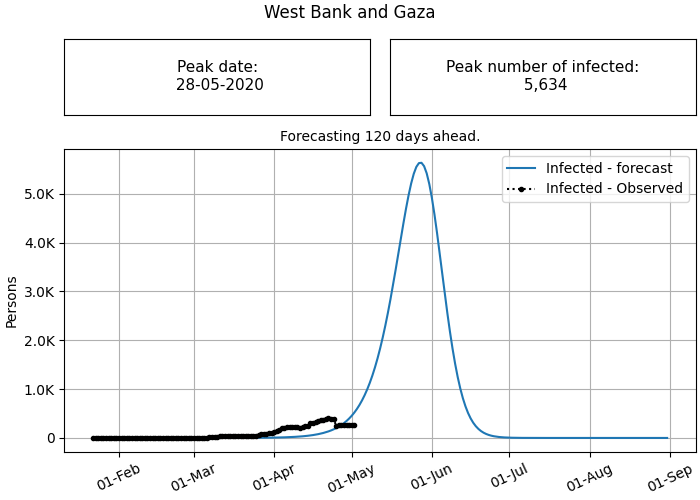 West Bank and Gaza
Peak date:
28-05-2020
Peak number of infected:
5,634
Forecasting 120 days ahead.
Infected - forecast
Infected - Observed
Persons
5.0K
4.0K
3.0K
2.0K
1.0K
0
01-Feb
01-Mar
01-Apr
01-May
01-Jun
01-Jul
01-Aug
01-Sep